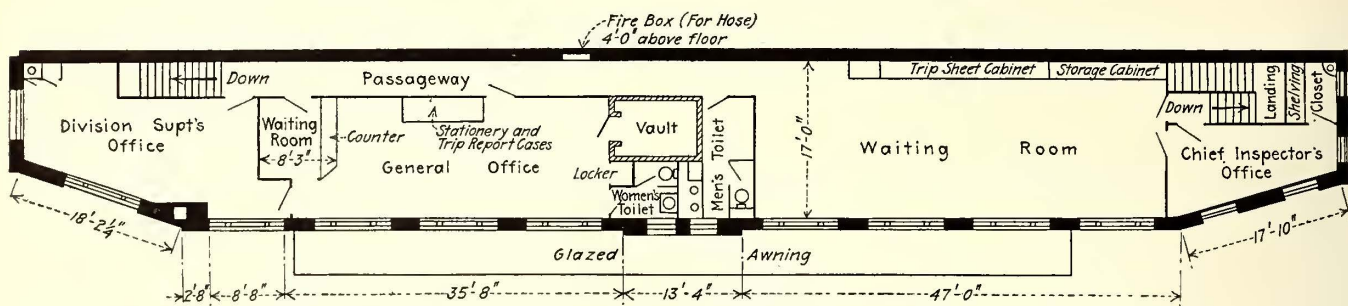 Fire Box (For Hose)
4'-0" above floor
Down
Passageway
Trip Sheet Cabinet
Storage Cabinet
Landing
Shelving
Closet
Down
Division Supt's
Office
Waiting
Room
8'-3"
Counter
Stationery and
Trip Report Cases
General Office
Vault
Locker
Women's
Toilet
Men's Toilet
17'-0"
Waiting Room
Chief Inspector's
Office
18'-2¼"
Glazed Awning
17'-10"
2'-8"
8'-8"
35'8"
13'-4"
47'-0"